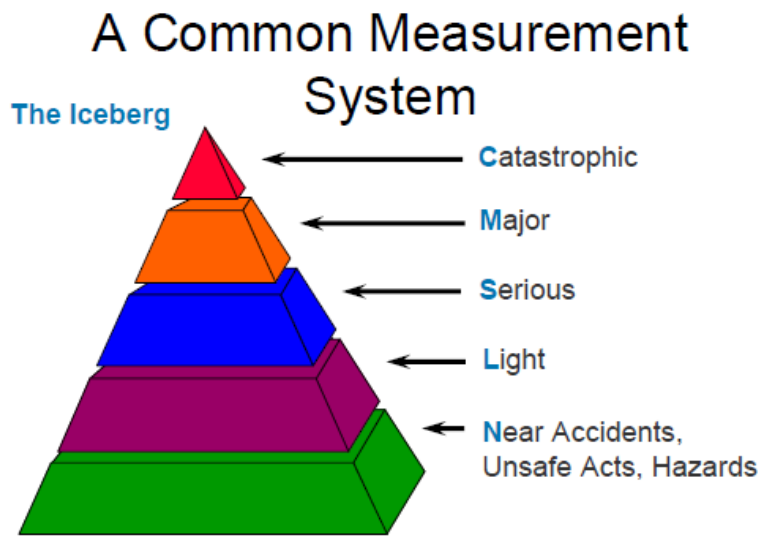 A Common Measurement
System
The Iceberg
Catastrophic
Major
Serious
Light
Near Accidents,
Unsafe Acts, Hazards